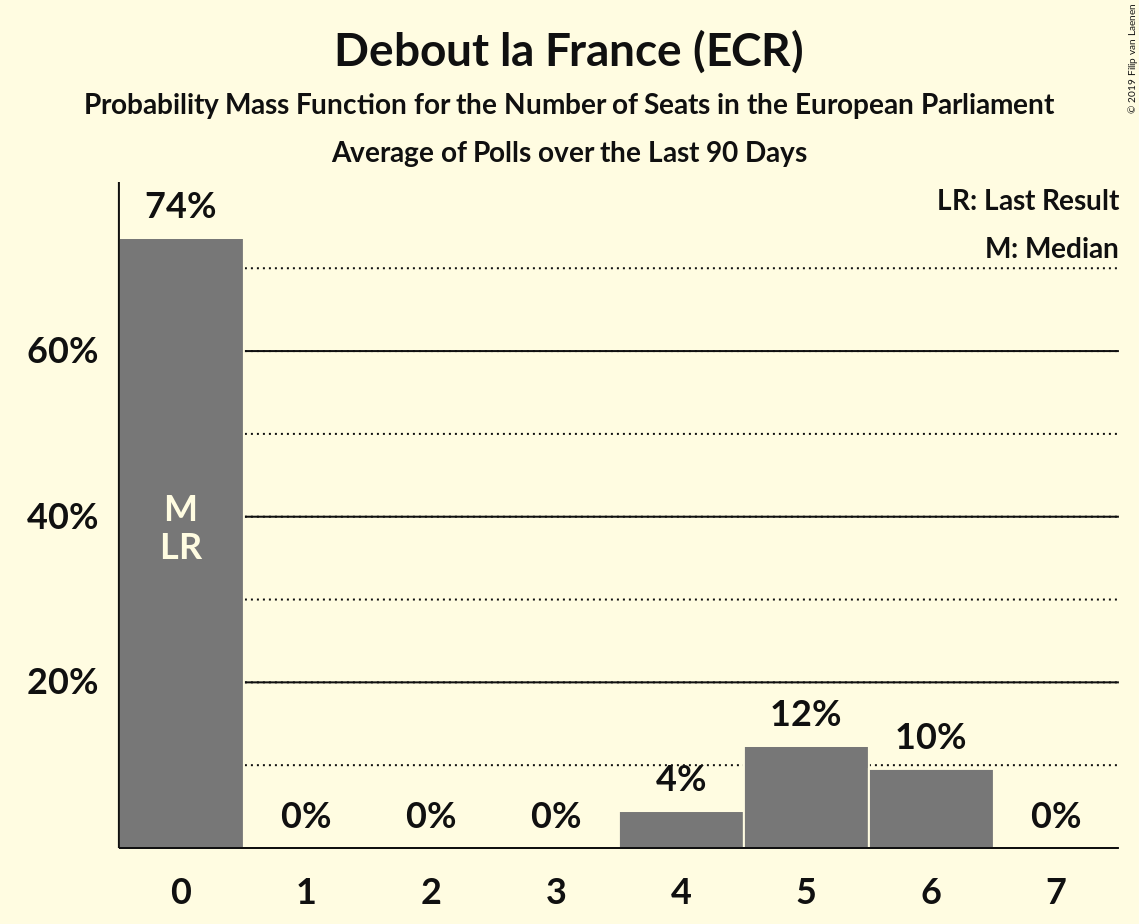 Debout la France (ECR)
Probability Mass Function for the Number of Seats in the European Parliament
Average of Polls over the Last 90 Days
© 2019 Filip van Laenen
LR: Last Result
M: Median
74%
60%
40%
20%
M
LR
0%
0%
0%
4%
12%
10%
0%
0
1
2
3
4
5
6
7